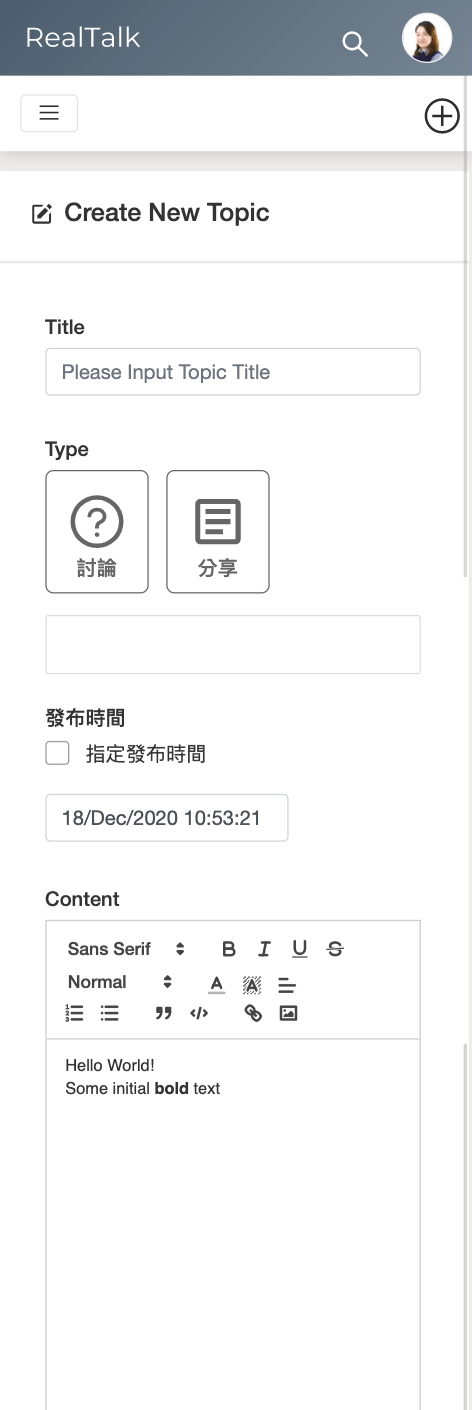 RealTalk
Create New Topic
Title
Please Input Topic Title
Type
討論
分享
發布時間
指定發布時間
18/Dec/2020 10:53:21
Content
Sans Serif B I U S
Normal A A
Hello World!
Some initial bold text